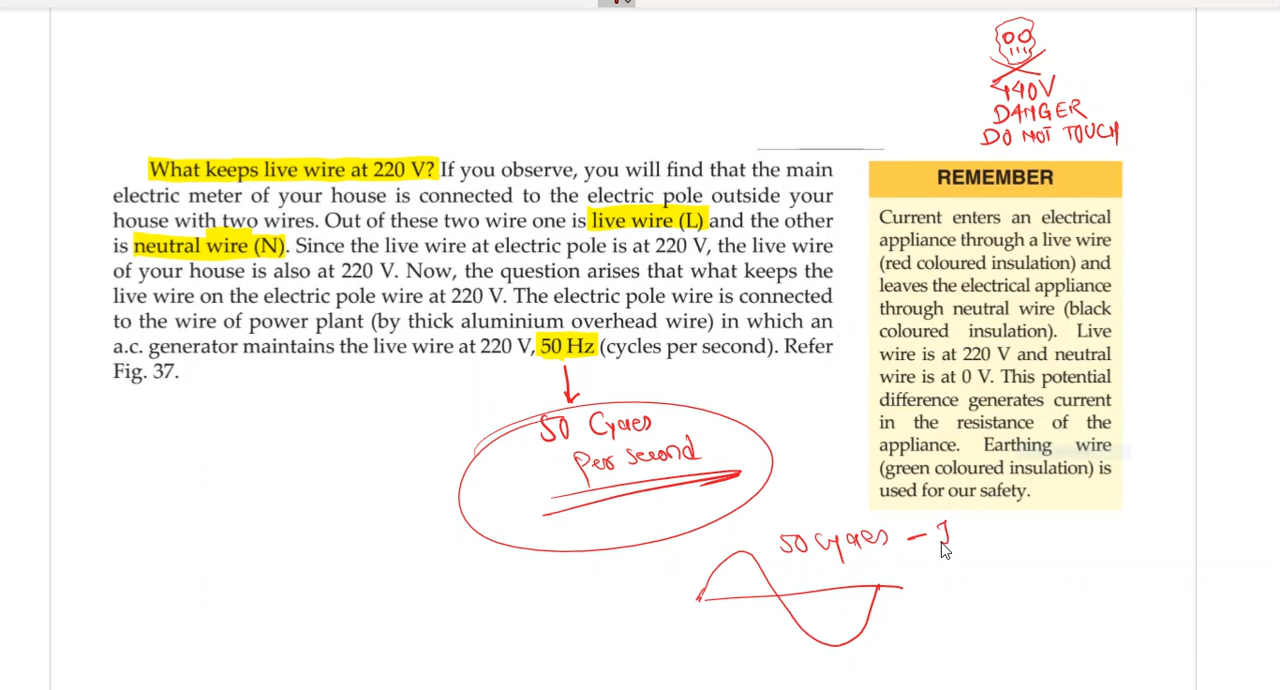 440V
DANGER
DO NOT TOUCH
What keeps live wire at 220 V? If you observe, you will find that the main
electric meter of your house is connected to the electric pole outside your
house with two wires. Out of these two wire one is live wire (L) and the other
is neutral wire (N). Since the live wire at electric pole is at 220 V, the live wire
of your house is also at 220 V. Now, the question arises that what keeps the
live wire on the electric pole wire at 220 V. The electric pole wire is connected
to the wire of power plant (by thick aluminium overhead wire) in which an
a.c. generator maintains the live wire at 220 V, 50 Hz (cycles per second). Refer
Fig. 37.
REMEMBER
Current enters an electrical
appliance through a live wire
(red coloured insulation) and
leaves the electrical appliance
through neutral wire (black
coloured insulation). Live
wire is at 220 V and neutral
wire is at 0 V. This potential
difference generates current
in the resistance of the
appliance. Earthing wire
(green coloured insulation) is
used for our safety.
50 Cycles
Per second
50 cycles -